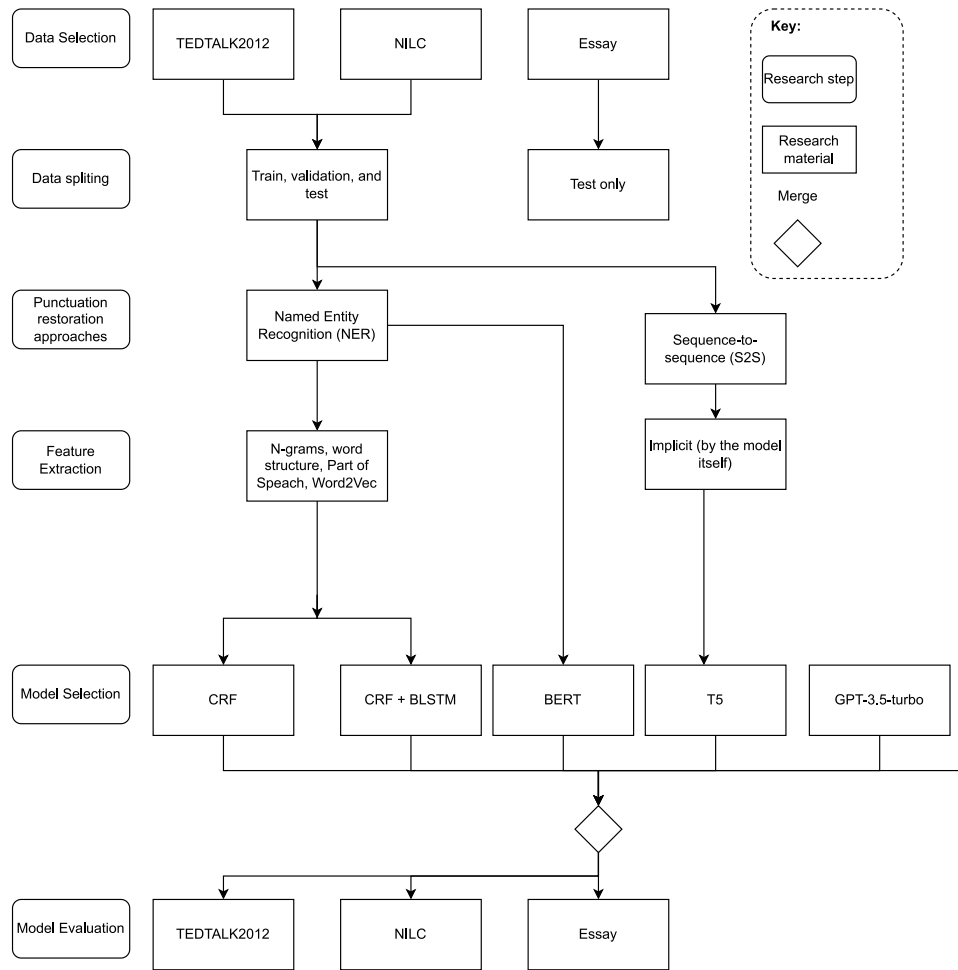 Data Selection
TEDTALK2012
NILC
Essay
Key:
Research step
Research
material
Merge
Data spliting
Train, validation, and
test
Test only
Punctuation
restoration
approaches
Named Entity
Recognition (NER)
Sequence-to-
sequence (S2S)
Feature
Extraction
N-grams, word
structure, Part of
Speach, Word2Vec
Implicit (by the model
itself)
Model Selection
CRF
CRF + BLSTM
BERT
T5
GPT-3.5-turbo
Model Evaluation
TEDTALK2012
NILC
Essay